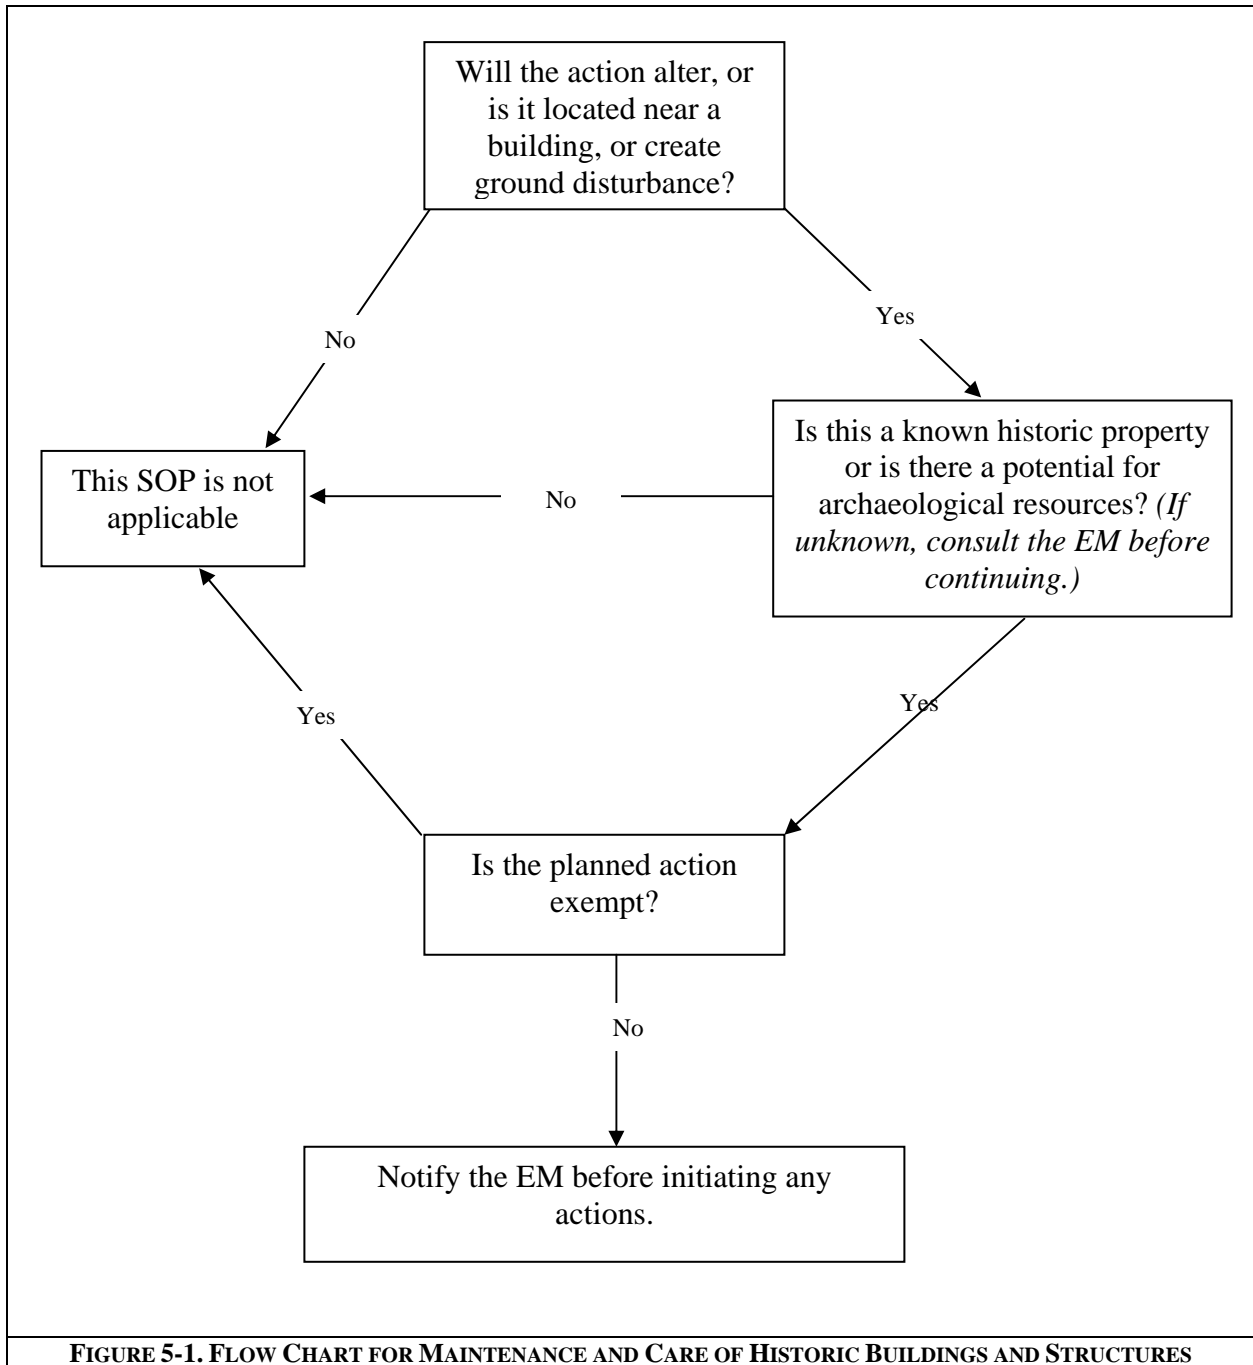 Will the action alter, or
is it located near a
building, or create
ground disturbance?
No
Yes
This SOP is not
applicable
No
Is this a known historic property
or is there a potential for
archaeological resources? (If
unknown, consult the EM before
continuing.)
Yes
Yes
Is the planned action
exempt?
No
Notify the EM before initiating any
actions.
FIGURE 5-1. FLOW CHART FOR MAINTENANCE AND CARE OF HISTORIC BUILDINGS AND STRUCTURES